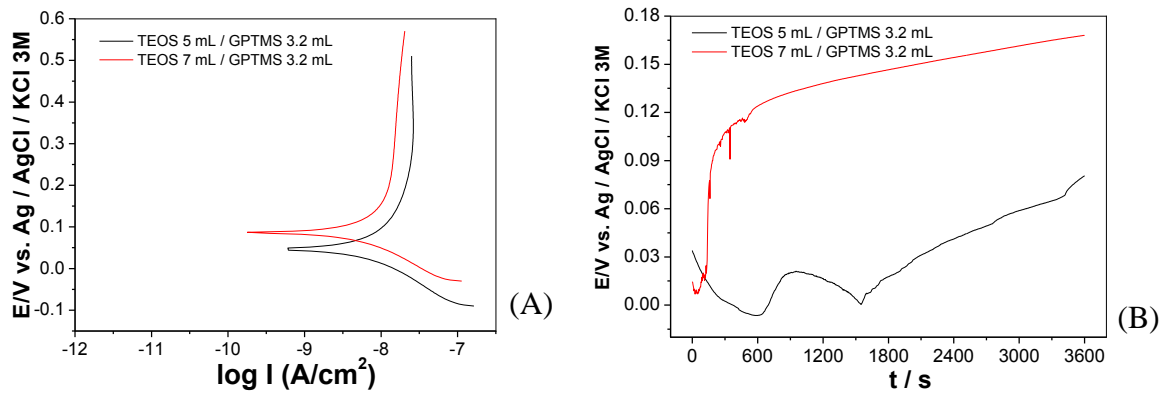 0.6
0.5
0.4
0.3
0.2
0.1
0.0
-0.1
E/V vs. Ag / AgCl / KCl 3M
TEOS 5 mL / GPTMS 3.2 mL
TEOS 7 mL / GPTMS 3.2 mL
-12 -11 -10 -9 -8 -7
log I (A/cm²)
(A)
0.18
0.15
0.12
0.09
0.06
0.03
0.00
E/V vs. Ag / AgCl / KCl 3M
TEOS 5 mL / GPTMS 3.2 mL
TEOS 7 mL / GPTMS 3.2 mL
0 600 1200 1800 2400 3000 3600
t / s
(B)